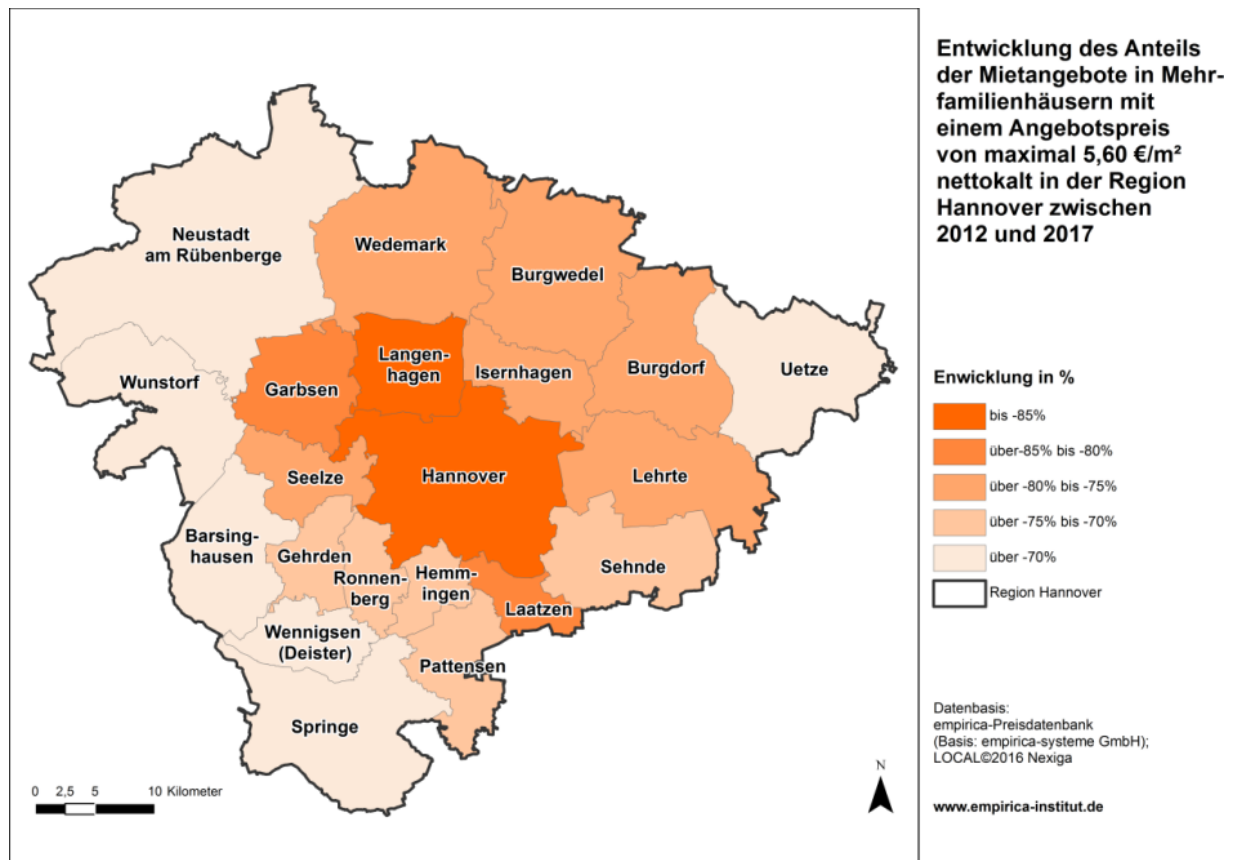 Entwicklung des Anteils
der Mietangebote in Mehr-
familienhäusern mit
einem Angebotspreis
von maximal 5,60 €/m²
nettokalt in der Region
Hannover zwischen
2012 und 2017
Neustadt
am Rübenberge
Wedemark
Burgwedel
Langen-
hagen
Isernhagen
Burgdorf
Uetze
Wunstorf
Garbsen
Seelze
Hannover
Lehrte
Barsing-
hausen
Gehrden
Ronnen-
berg
Hemm-
ingen
Sehnde
Laatzen
Wennigsen
(Deister)
Pattensen
Springe
Enwicklung in %
bis -85%
über-85% bis -80%
über -80% bis -75%
über -75% bis -70%
über -70%
Region Hannover
Datenbasis:
empirica-Preisdatenbank
(Basis: empirica-systeme GmbH);
LOCAL©2016 Nexiga
www.empirica-institut.de
0 2,5 5 10 Kilometer
N